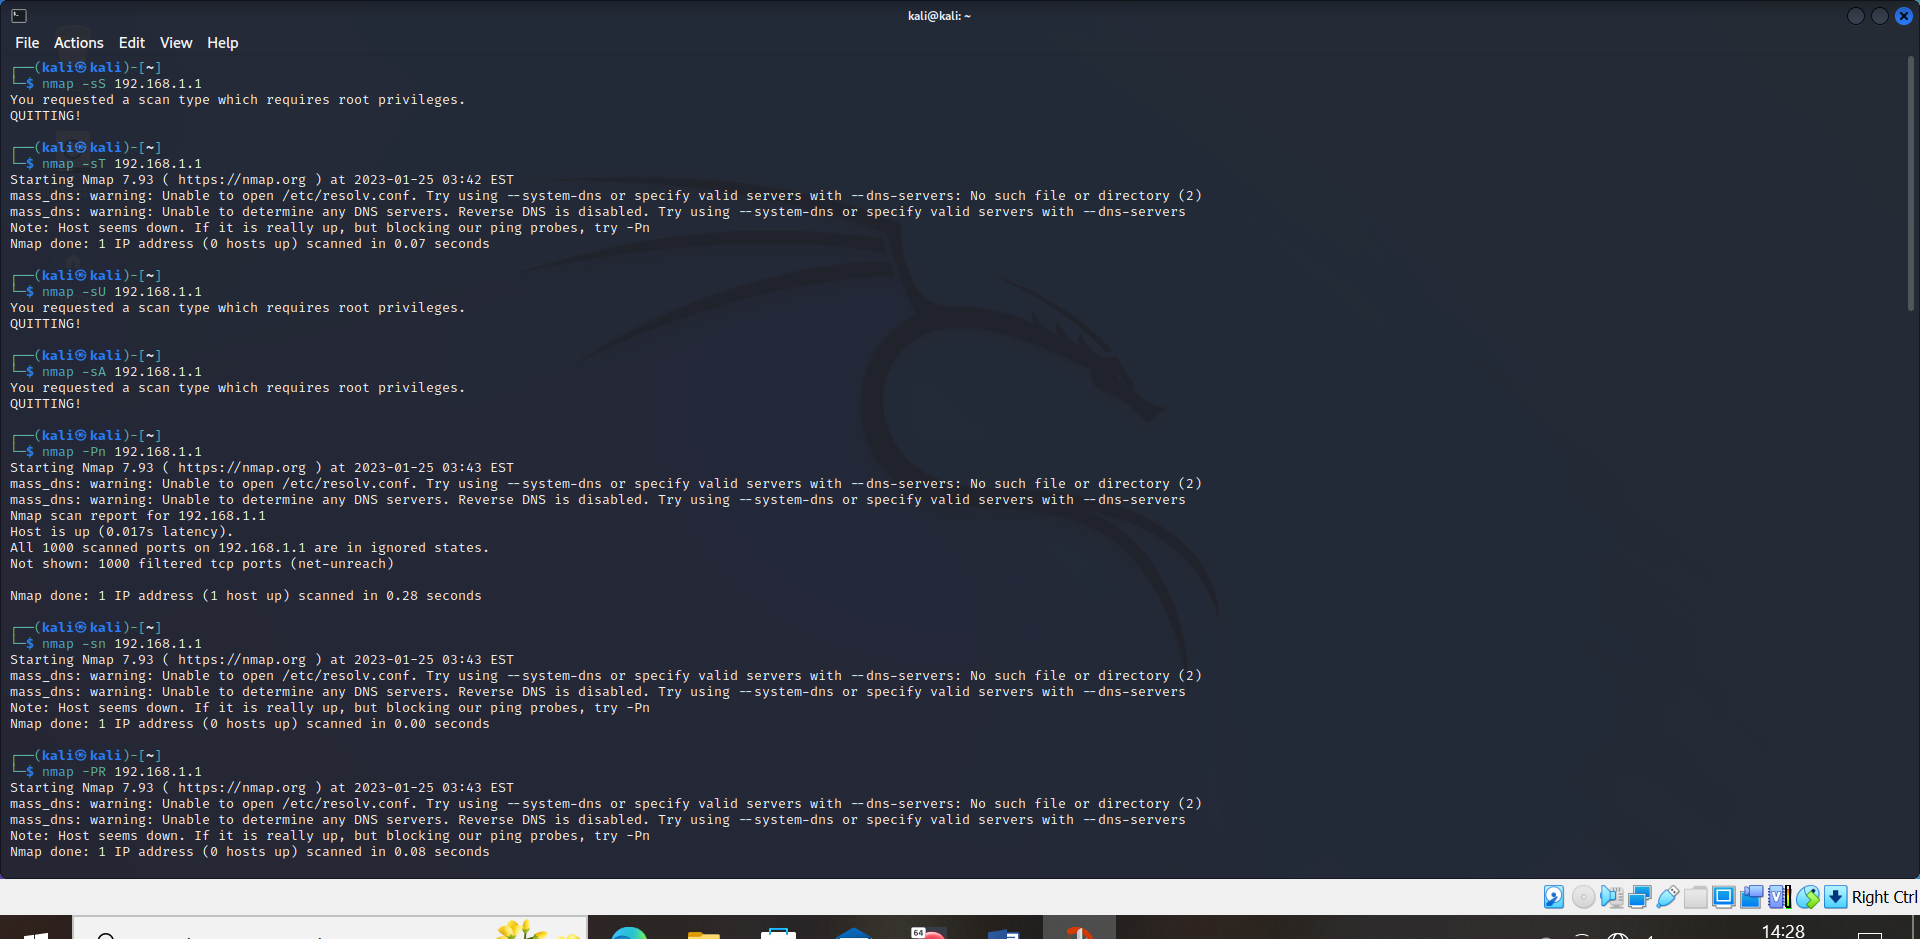 kali@kali: ~
File Actions Edit View Help
┌──(kali㉿kali)-[~]
└─$ nmap -sS 192.168.1.1
You requested a scan type which requires root privileges.
QUITTING!
┌──(kali㉿kali)-[~]
└─$ nmap -sT 192.168.1.1
Starting Nmap 7.93 ( https://nmap.org ) at 2023-01-25 03:42 EST
mass_dns: warning: Unable to open /etc/resolv.conf. Try using --system-dns or specify valid servers with --dns-servers: No such file or directory (2)
mass_dns: warning: Unable to determine any DNS servers. Reverse DNS is disabled. Try using --system-dns or specify valid servers with --dns-servers
Note: Host seems down. If it is really up, but blocking our ping probes, try -Pn
Nmap done: 1 IP address (0 hosts up) scanned in 0.07 seconds
┌──(kali㉿kali)-[~]
└─$ nmap -sU 192.168.1.1
You requested a scan type which requires root privileges.
QUITTING!
┌──(kali㉿kali)-[~]
└─$ nmap -sA 192.168.1.1
You requested a scan type which requires root privileges.
QUITTING!
┌──(kali㉿kali)-[~]
└─$ nmap -Pn 192.168.1.1
Starting Nmap 7.93 ( https://nmap.org ) at 2023-01-25 03:43 EST
mass_dns: warning: Unable to open /etc/resolv.conf. Try using --system-dns or specify valid servers with --dns-servers: No such file or directory (2)
mass_dns: warning: Unable to determine any DNS servers. Reverse DNS is disabled. Try using --system-dns or specify valid servers with --dns-servers
Nmap scan report for 192.168.1.1
Host is up (0.017s latency).
All 1000 scanned ports on 192.168.1.1 are in ignored states.
Not shown: 1000 filtered tcp ports (net-unreach)
Nmap done: 1 IP address (1 host up) scanned in 0.28 seconds
┌──(kali㉿kali)-[~]
└─$ nmap -sn 192.168.1.1
Starting Nmap 7.93 ( https://nmap.org ) at 2023-01-25 03:43 EST
mass_dns: warning: Unable to open /etc/resolv.conf. Try using --system-dns or specify valid servers with --dns-servers: No such file or directory (2)
mass_dns: warning: Unable to determine any DNS servers. Reverse DNS is disabled. Try using --system-dns or specify valid servers with --dns-servers
Note: Host seems down. If it is really up, but blocking our ping probes, try -Pn
Nmap done: 1 IP address (0 hosts up) scanned in 0.00 seconds
┌──(kali㉿kali)-[~]
└─$ nmap -PR 192.168.1.1
Starting Nmap 7.93 ( https://nmap.org ) at 2023-01-25 03:43 EST
mass_dns: warning: Unable to open /etc/resolv.conf. Try using --system-dns or specify valid servers with --dns-servers: No such file or directory (2)
mass_dns: warning: Unable to determine any DNS servers. Reverse DNS is disabled. Try using --system-dns or specify valid servers with --dns-servers
Note: Host seems down. If it is really up, but blocking our ping probes, try -Pn
Nmap done: 1 IP address (0 hosts up) scanned in 0.08 seconds
Right Ctrl
64
14:28